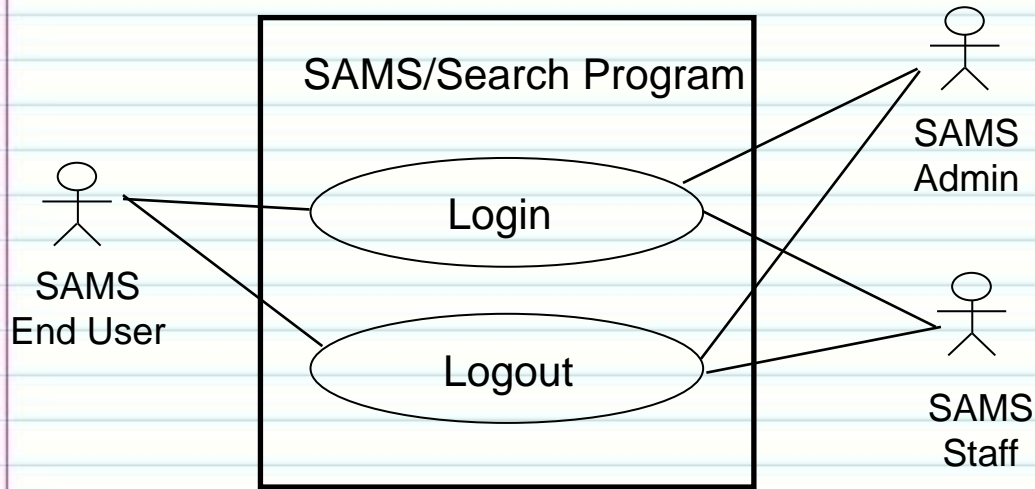 SAMS/Search Program
SAMS
Admin
Login
SAMS
End User
Logout
SAMS
Staff